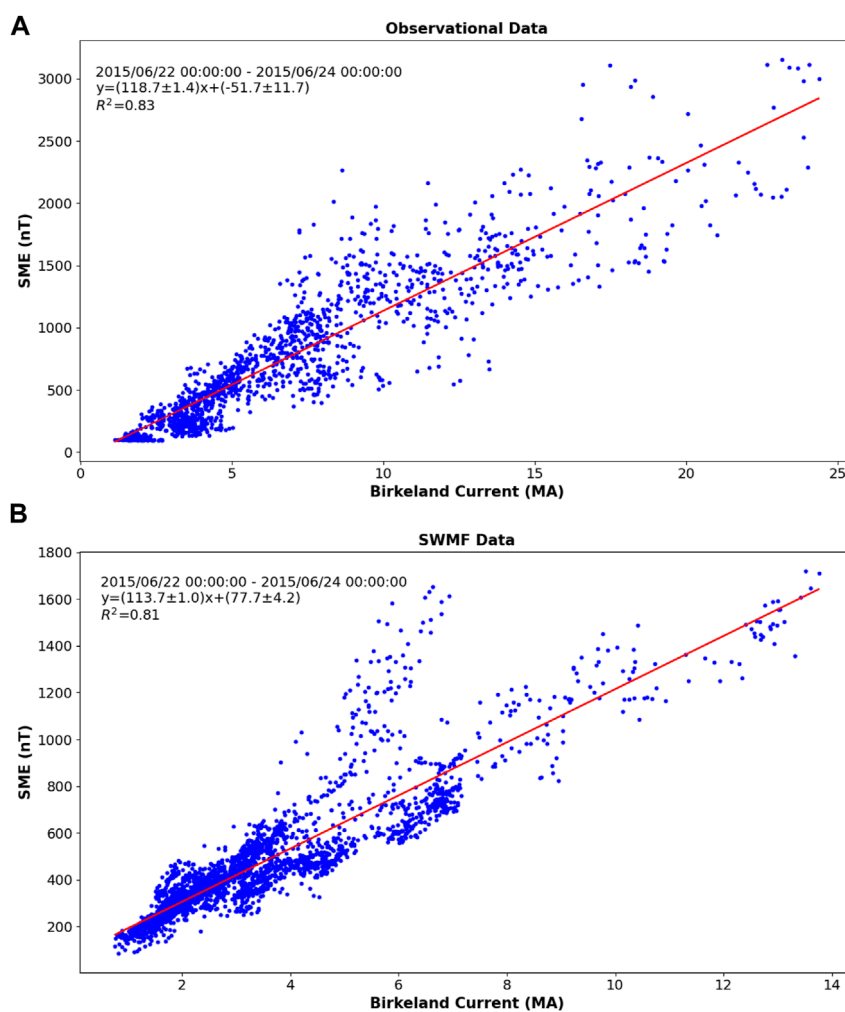 A
Observational Data
2015/06/22 00:00:00 - 2015/06/24 00:00:00
y=(118.7±1.4)x+(-51.7±11.7)
R²=0.83
SME (nT)
3000
2500
2000
1500
1000
500
0
0 5 10 15 20 25
Birkeland Current (MA)
B
SWMF Data
2015/06/22 00:00:00 - 2015/06/24 00:00:00
y=(113.7±1.0)x+(77.7±4.2)
R²=0.81
SME (nT)
1800
1600
1400
1200
1000
800
600
400
200
2 4 6 8 10 12 14
Birkeland Current (MA)